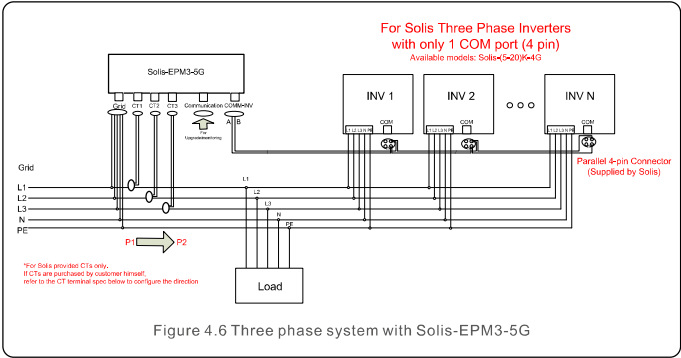 For Solis Three Phase Inverters
with only 1 COM port (4 pin)
Available models: Solis-(5-20)K-4G
Solis-EPM3-5G
Grid CT1 CT2 CT3 Communication COMM-INV
A B
For
Upgrade/monitoring
INV 1
INV 2
INV N
COM
COM
COM
L1 L2 L3 N PE
L1 L2 L3 N PE
L1 L2 L3 N PE
Parallel 4-pin Connector
(Supplied by Solis)
Grid
L1
L2
L3
N
PE
L1
L2
L3
N
PE
P1
P2
*For Solis provided CTs only.
If CTs are purchased by customer himself,
refer to the CT terminal spec below to configure the direction
Load
Figure 4.6 Three phase system with Solis-EPM3-5G